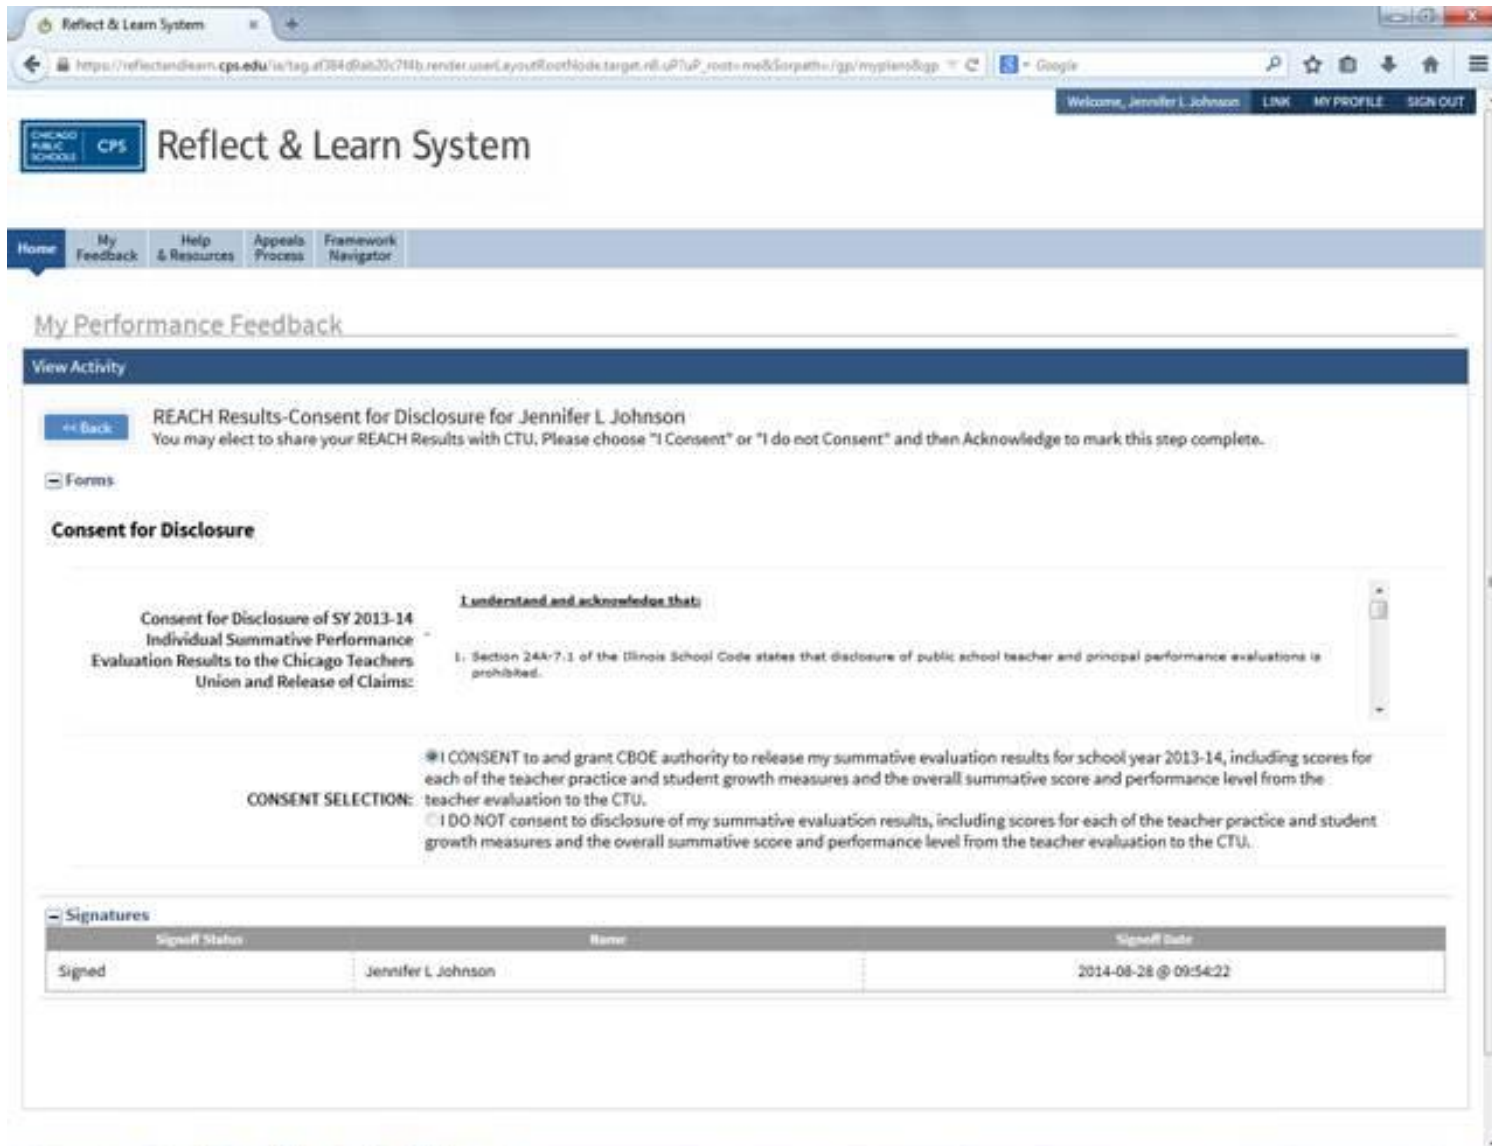 Reflect & Learn System
Google
Welcome, Jennifer L Johnson LINK MY PROFILE SIGN OUT
CHICAGO PUBLIC SCHOOLS CPS
Reflect & Learn System
Home
My Feedback
Help & Resources
Appeals Process
Framework Navigator
My Performance Feedback
View Activity
<< Back
REACH Results-Consent for Disclosure for Jennifer L Johnson
You may elect to share your REACH Results with CTU. Please choose "I Consent" or "I do not Consent" and then Acknowledge to mark this step complete.
Forms
Consent for Disclosure
Consent for Disclosure of SY 2013-14
Individual Summative Performance
Evaluation Results to the Chicago Teachers
Union and Release of Claims:
I understand and acknowledge that:
1. Section 24A-7.1 of the Illinois School Code states that disclosure of public school teacher and principal performance evaluations is
prohibited.
CONSENT SELECTION:
I CONSENT to and grant CBOE authority to release my summative evaluation results for school year 2013-14, including scores for
each of the teacher practice and student growth measures and the overall summative score and performance level from the
teacher evaluation to the CTU.
I DO NOT consent to disclosure of my summative evaluation results, including scores for each of the teacher practice and student
growth measures and the overall summative score and performance level from the teacher evaluation to the CTU.
Signatures
Signoff Status Name Signoff Date
Signed Jennifer L Johnson 2014-08-28 @ 09:54:22